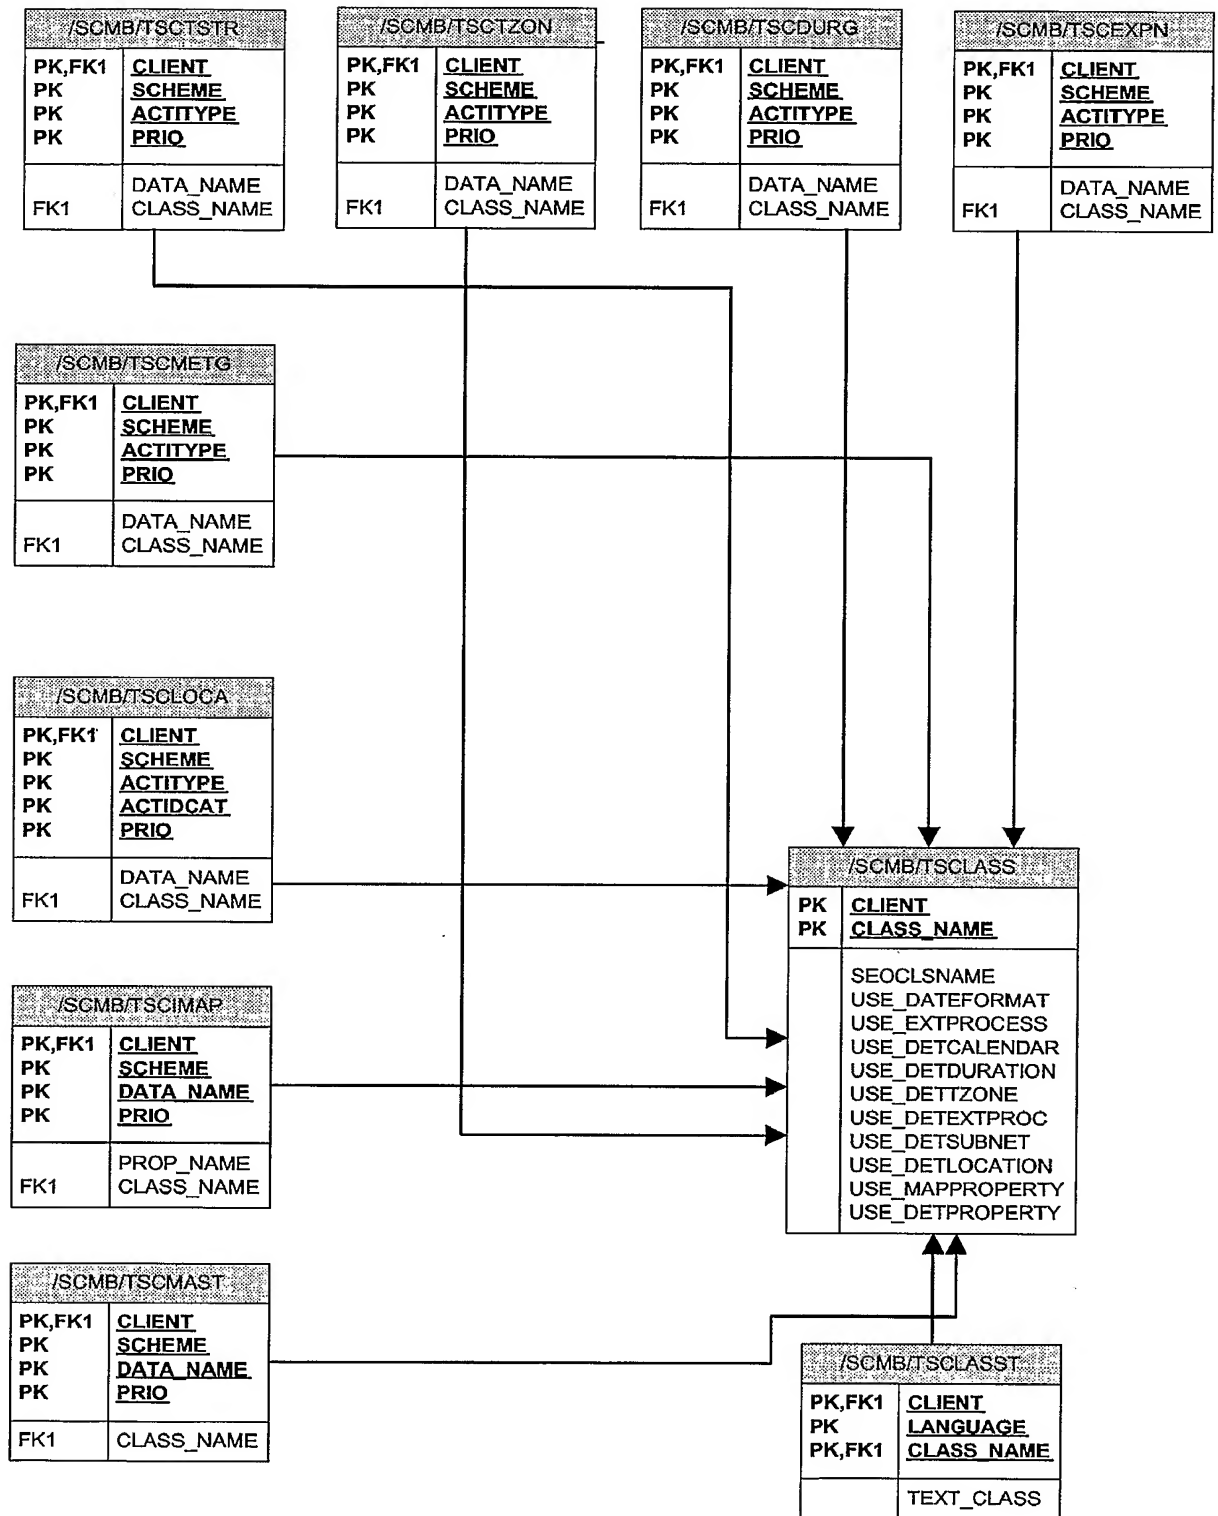 /SCMB/TSCTSTR
PK,FK1 CLIENT
PK SCHEME
PK ACTITYPE
PK PRIO
DATA_NAME
FK1 CLASS_NAME
/SCMB/TSCTZON
PK,FK1 CLIENT
PK SCHEME
PK ACTITYPE
PK PRIO
DATA_NAME
FK1 CLASS_NAME
/SCMB/TSCDURG
PK,FK1 CLIENT
PK SCHEME
PK ACTITYPE
PK PRIO
DATA_NAME
FK1 CLASS_NAME
/SCMB/TSCEXPN
PK,FK1 CLIENT
PK SCHEME
PK ACTITYPE
PK PRIO
DATA_NAME
FK1 CLASS_NAME
/SCMB/TSCMETG
PK,FK1 CLIENT
PK SCHEME
PK ACTITYPE
PK PRIO
DATA_NAME
FK1 CLASS_NAME
/SCMB/TSCLOCA
PK,FK1 CLIENT
PK SCHEME
PK ACTITYPE
PK ACTIDCAT
PK PRIO
DATA_NAME
FK1 CLASS_NAME
/SCMB/TSCLASS
PK CLIENT
PK CLASS_NAME
SEOCLSNAME
USE_DATEFORMAT
USE_EXTPROCESS
USE_DETCALENDAR
USE_DETDURATION
USE_DETTZONE
USE_DETEXTPROC
USE_DETSUBNET
USE_DETLOCATION
USE_MAPPROPERTY
USE_DETPROPERTY
/SCMB/TSCIMAP
PK,FK1 CLIENT
PK SCHEME
PK DATA_NAME
PK PRIO
PROP_NAME
FK1 CLASS_NAME
/SCMB/TSCMAST
PK,FK1 CLIENT
PK SCHEME
PK DATA_NAME
PK PRIO
FK1 CLASS_NAME
/SCMB/TSCLASST
PK,FK1 CLIENT
PK LANGUAGE
PK,FK1 CLASS_NAME
TEXT_CLASS